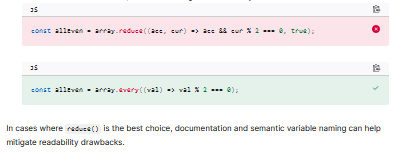 JS
const allEven = array.reduce((acc, cur) => acc && cur % 2 === 0, true);
JS
const allEven = array.every((val) => val % 2 === 0);
In cases where reduce() is the best choice, documentation and semantic variable naming can help
mitigate readability drawbacks.